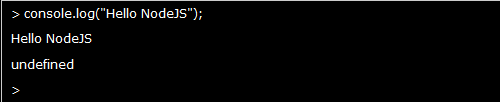 > console.log("Hello NodeJS");
Hello NodeJS
undefined
>